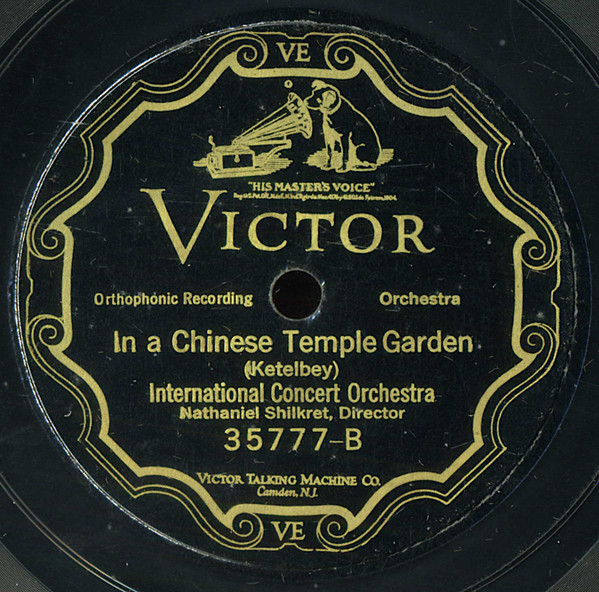 VE
"HIS MASTER'S VOICE"
VICTOR
Orthophonic Recording Orchestra
In a Chinese Temple Garden
(Ketelbey)
International Concert Orchestra
Nathaniel Shilkret, Director
35777-B
VICTOR TALKING MACHINE CO.
Camden, N.J.
VE